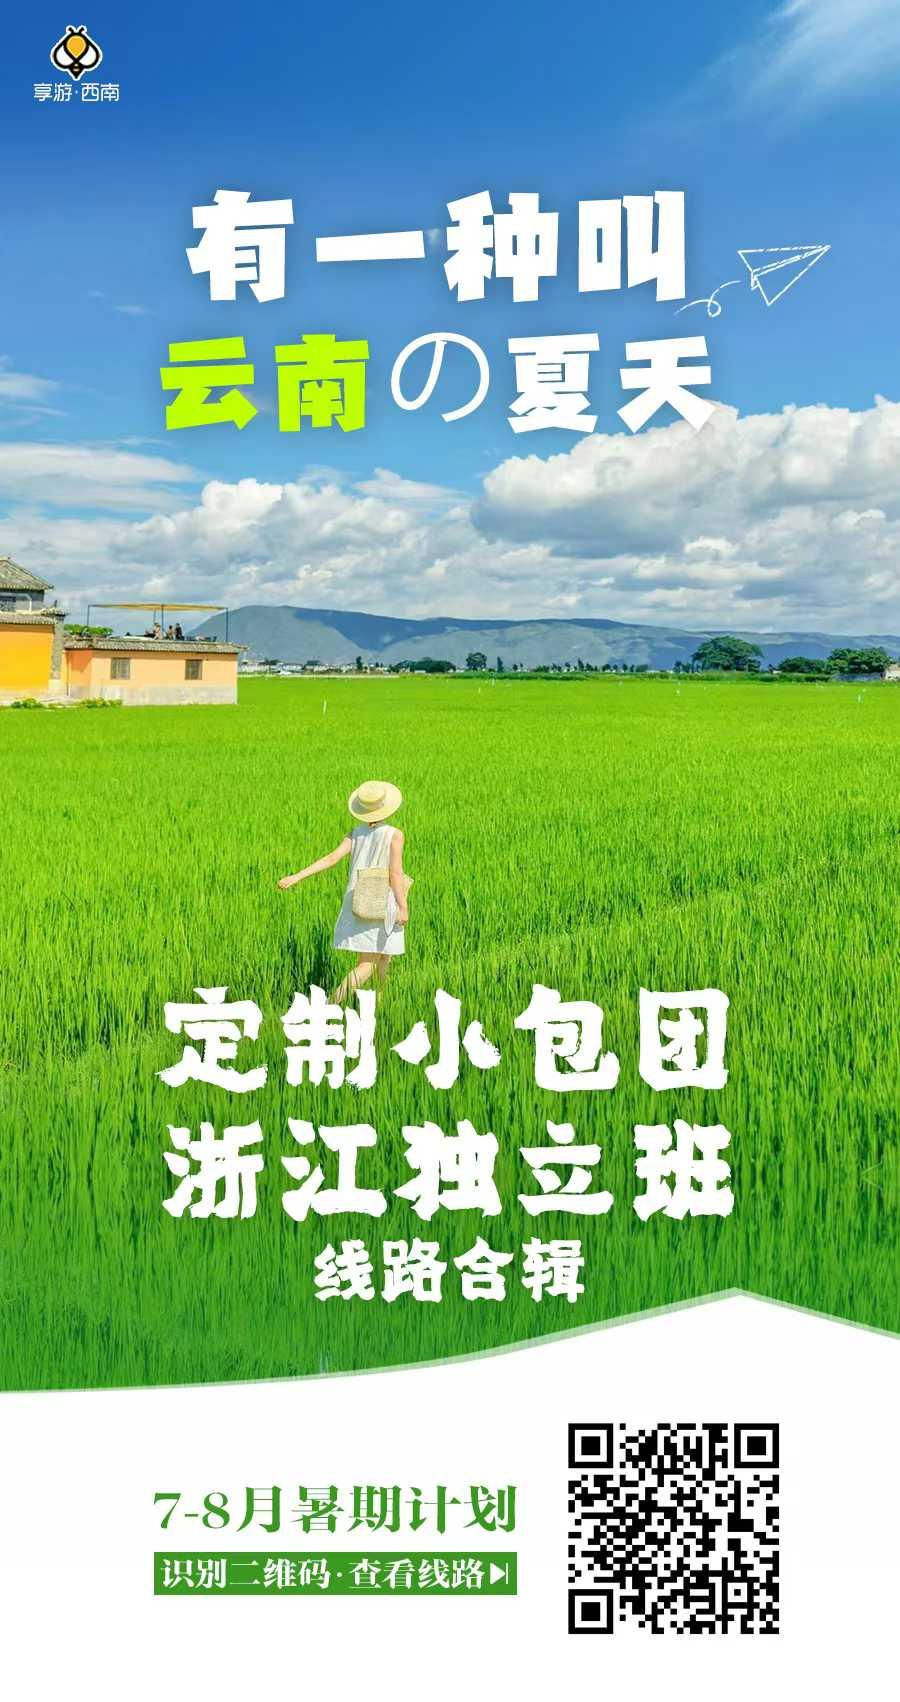 享游·西南
有一种叫
云南の夏天
定制小包团
浙江独立班
线路合辑
7-8月暑期计划
识别二维码·查看线路